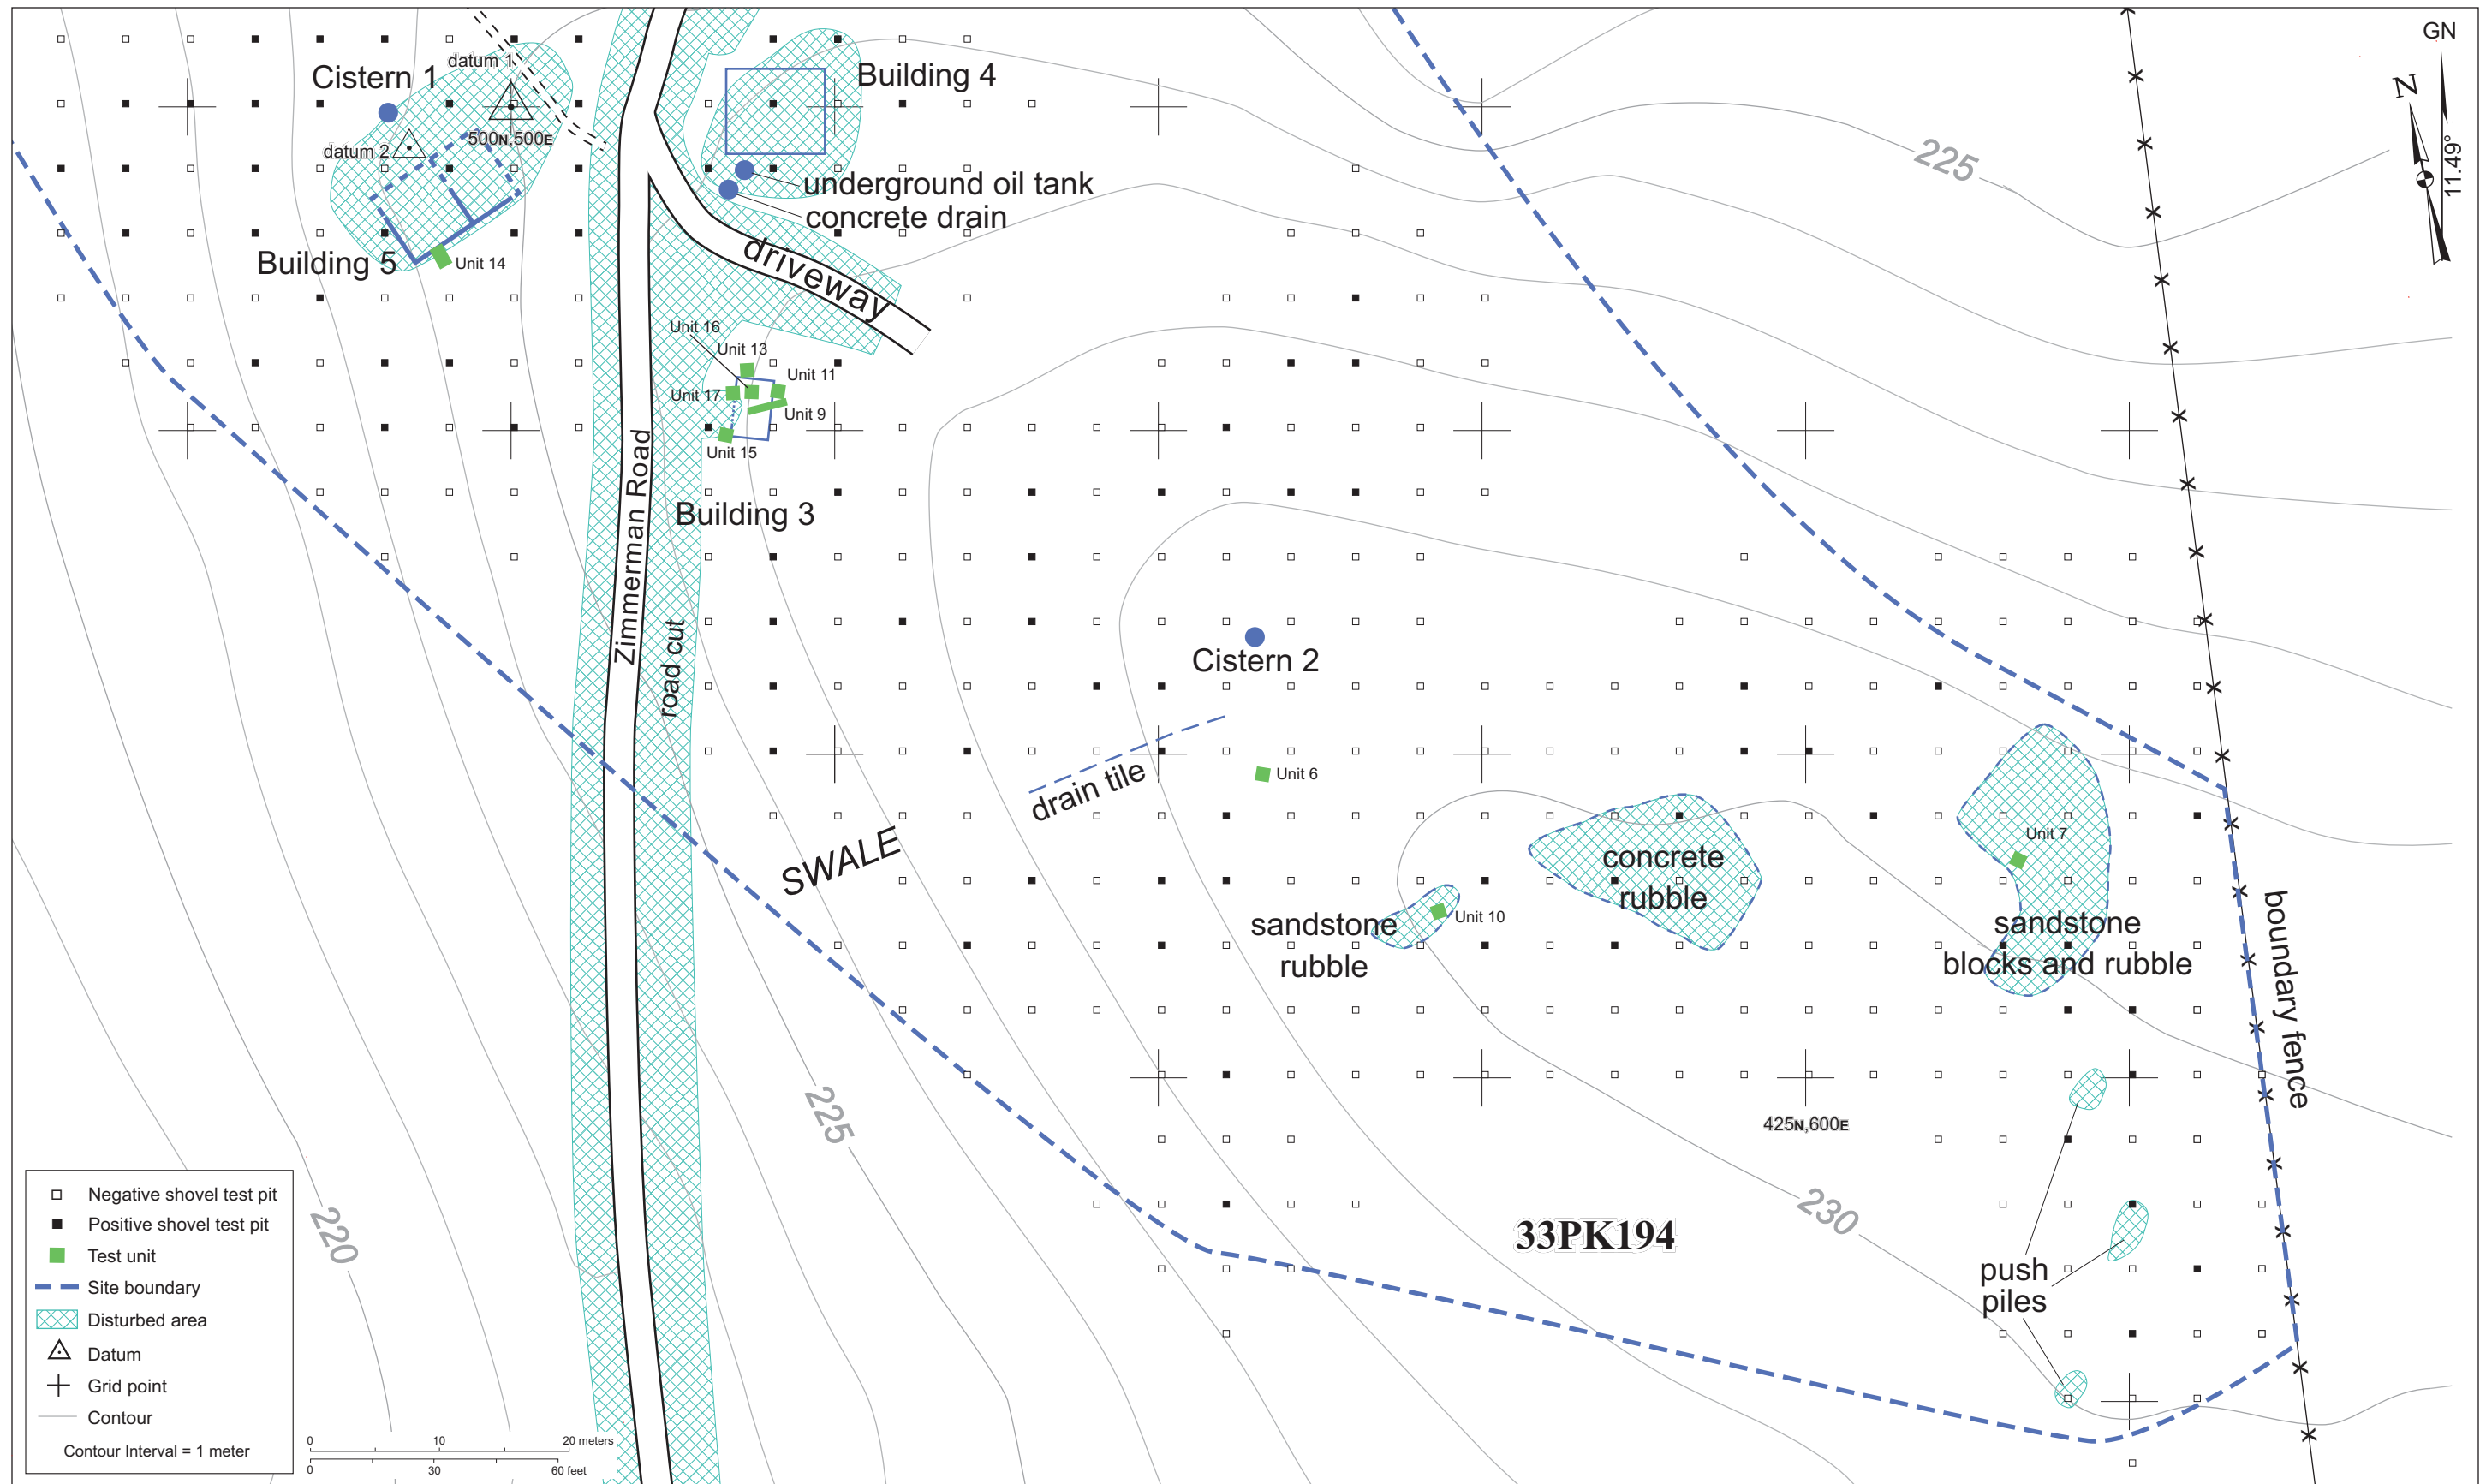 GN
N
11.49°
datum 1
Cistern 1
Building 4
500N,500E
datum 2
225
underground oil tank
concrete drain
driveway
Building 5
Unit 14
Unit 16
Unit 13
Unit 11
Unit 17
Unit 9
Unit 15
Zimmerman Road
Building 3
road cut
Cistern 2
drain tile
Unit 6
SWALE
Unit 7
concrete
rubble
sandstone
rubble
Unit 10
sandstone
blocks and rubble
boundary fence
225
425N,600E
220
230
33PK194
push
piles
Negative shovel test pit
Positive shovel test pit
Test unit
Site boundary
Disturbed area
Datum
Grid point
Contour
Contour Interval = 1 meter
0 10 20 meters
0 30 60 feet